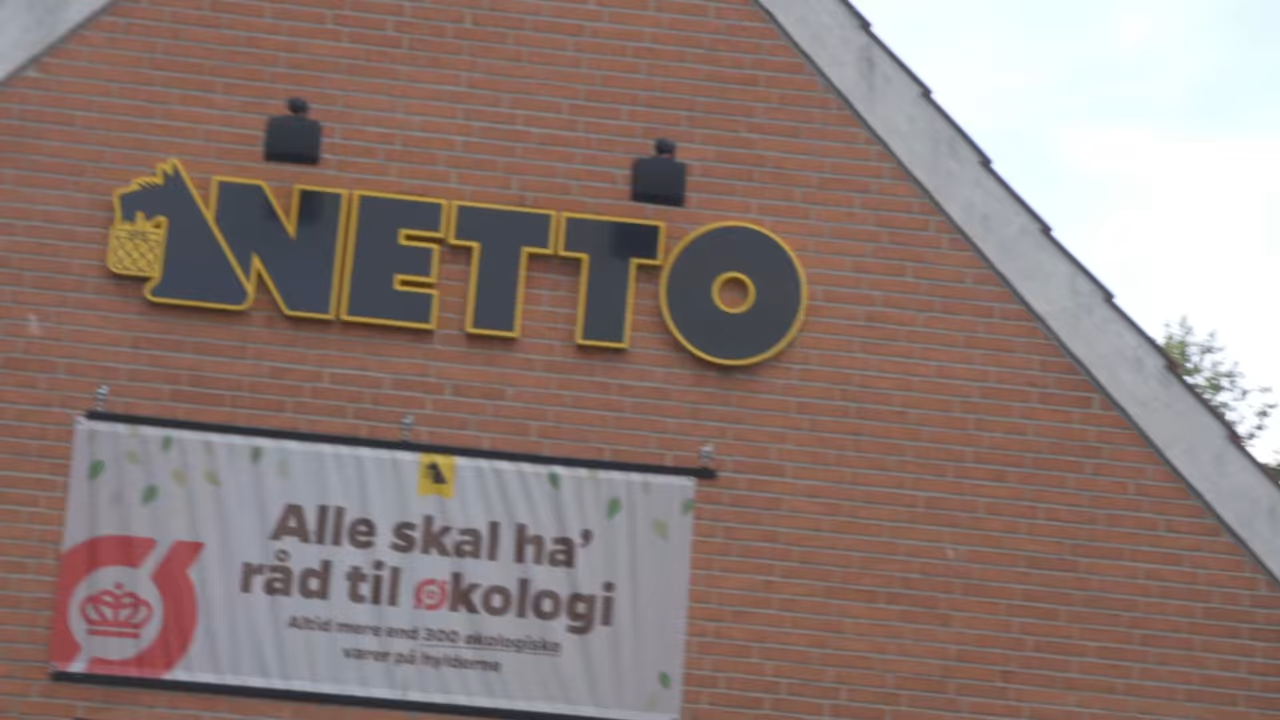 NETTO
Alle skal ha’
råd til økologi
Altid mere end 300 økologiske
varer på hylderne